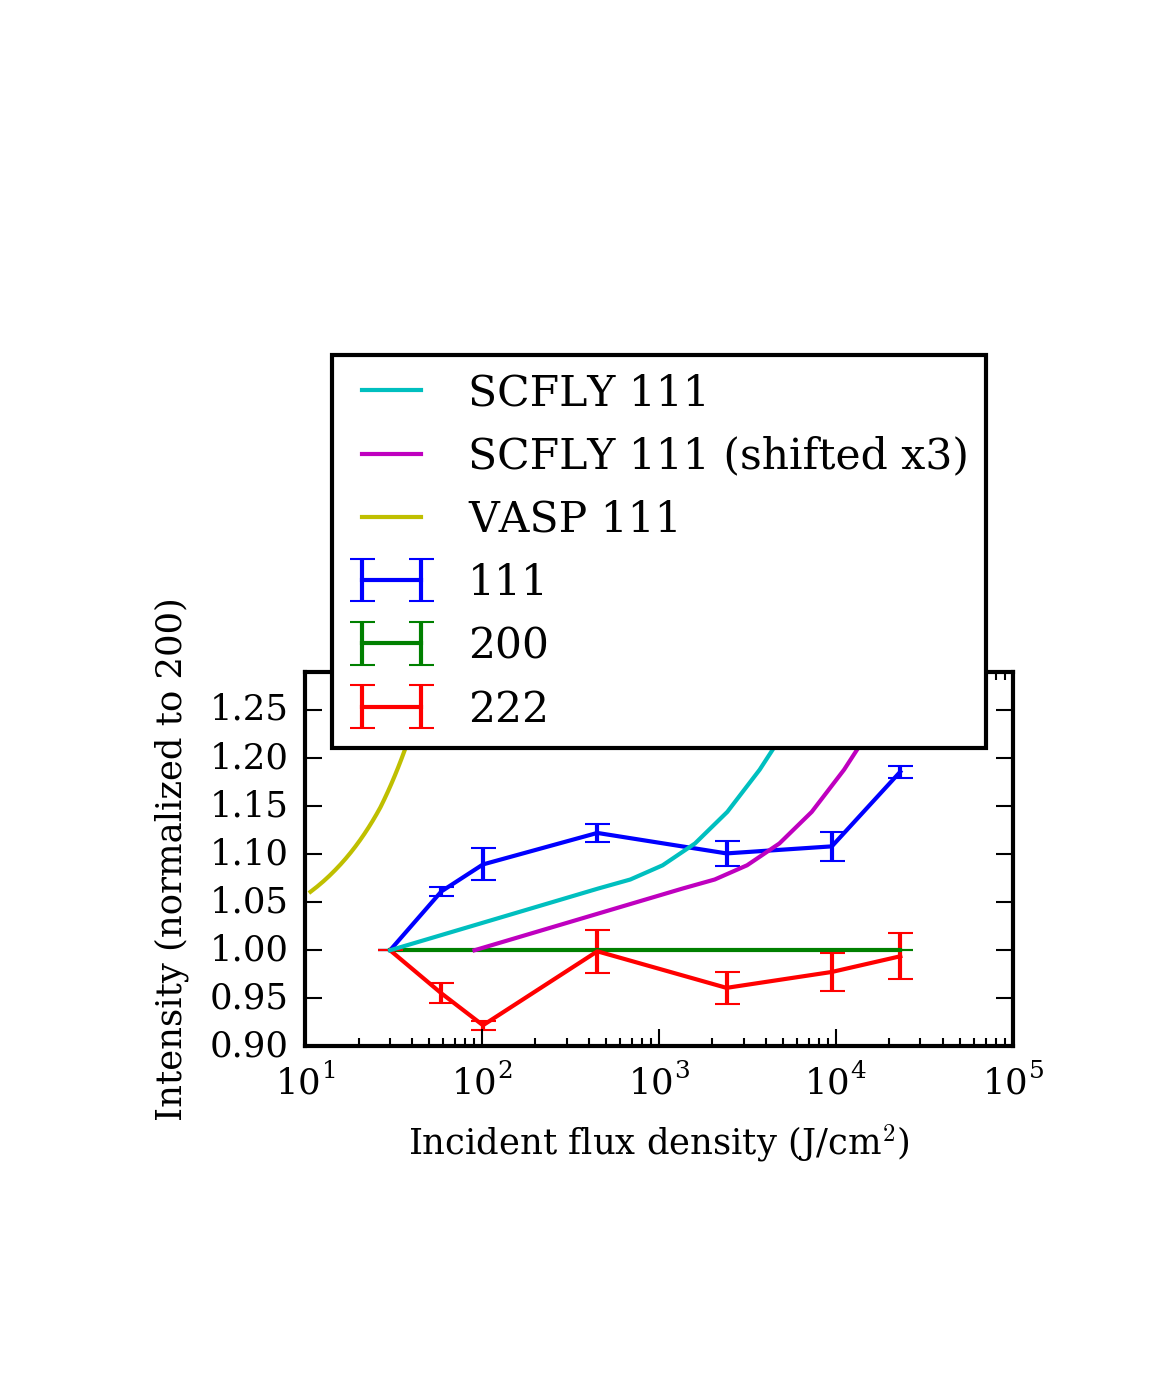 SCFLY 111
SCFLY 111 (shifted x3)
VASP 111
111
200
222
Intensity (normalized to 200)
1.25
1.20
1.15
1.10
1.05
1.00
0.95
0.90
10¹ 10² 10³ 10⁴ 10⁵
Incident flux density (J/cm²)